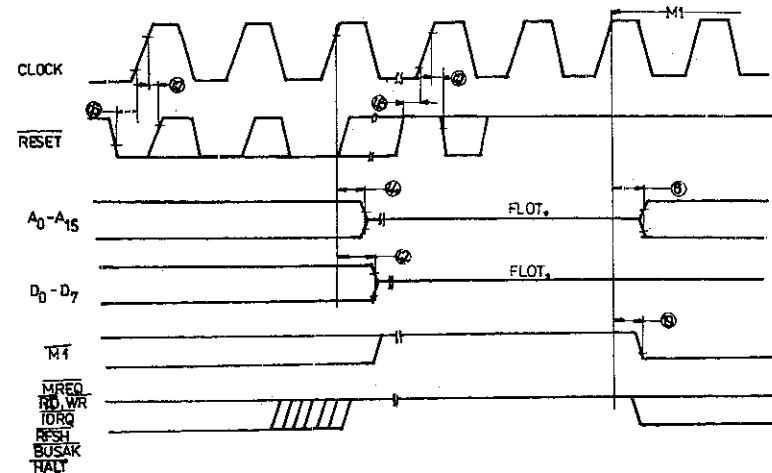 M1
CLOCK
RESET
A0-A15
FLOT.
D0-D7
FLOT.
M1
MREQ
RD, WR
IORQ
RFSH
BUSAK
HALT